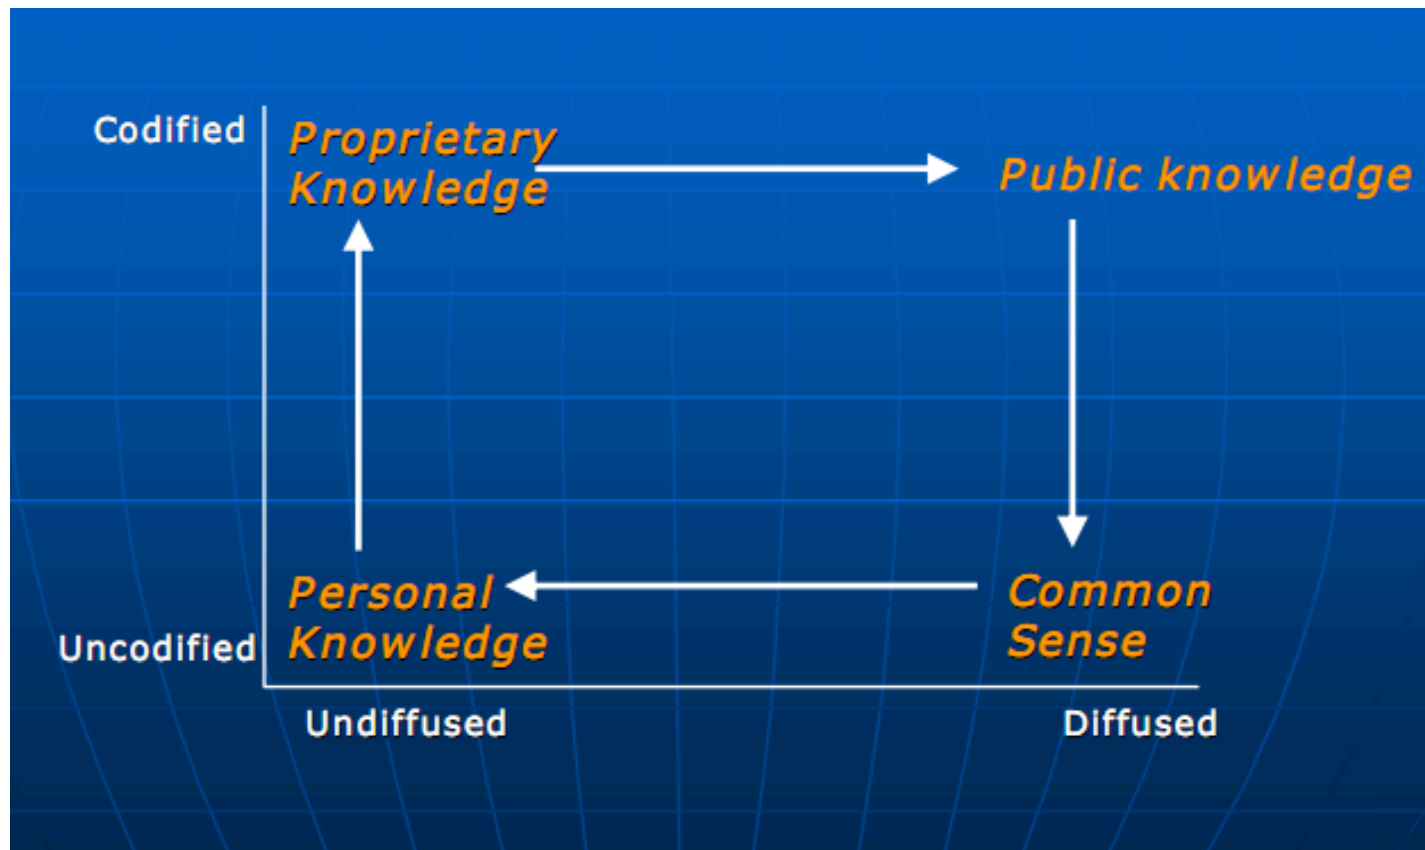 Codified
Proprietary
Knowledge
Public knowledge
Personal
Knowledge
Common
Sense
Uncodified
Undiffused
Diffused